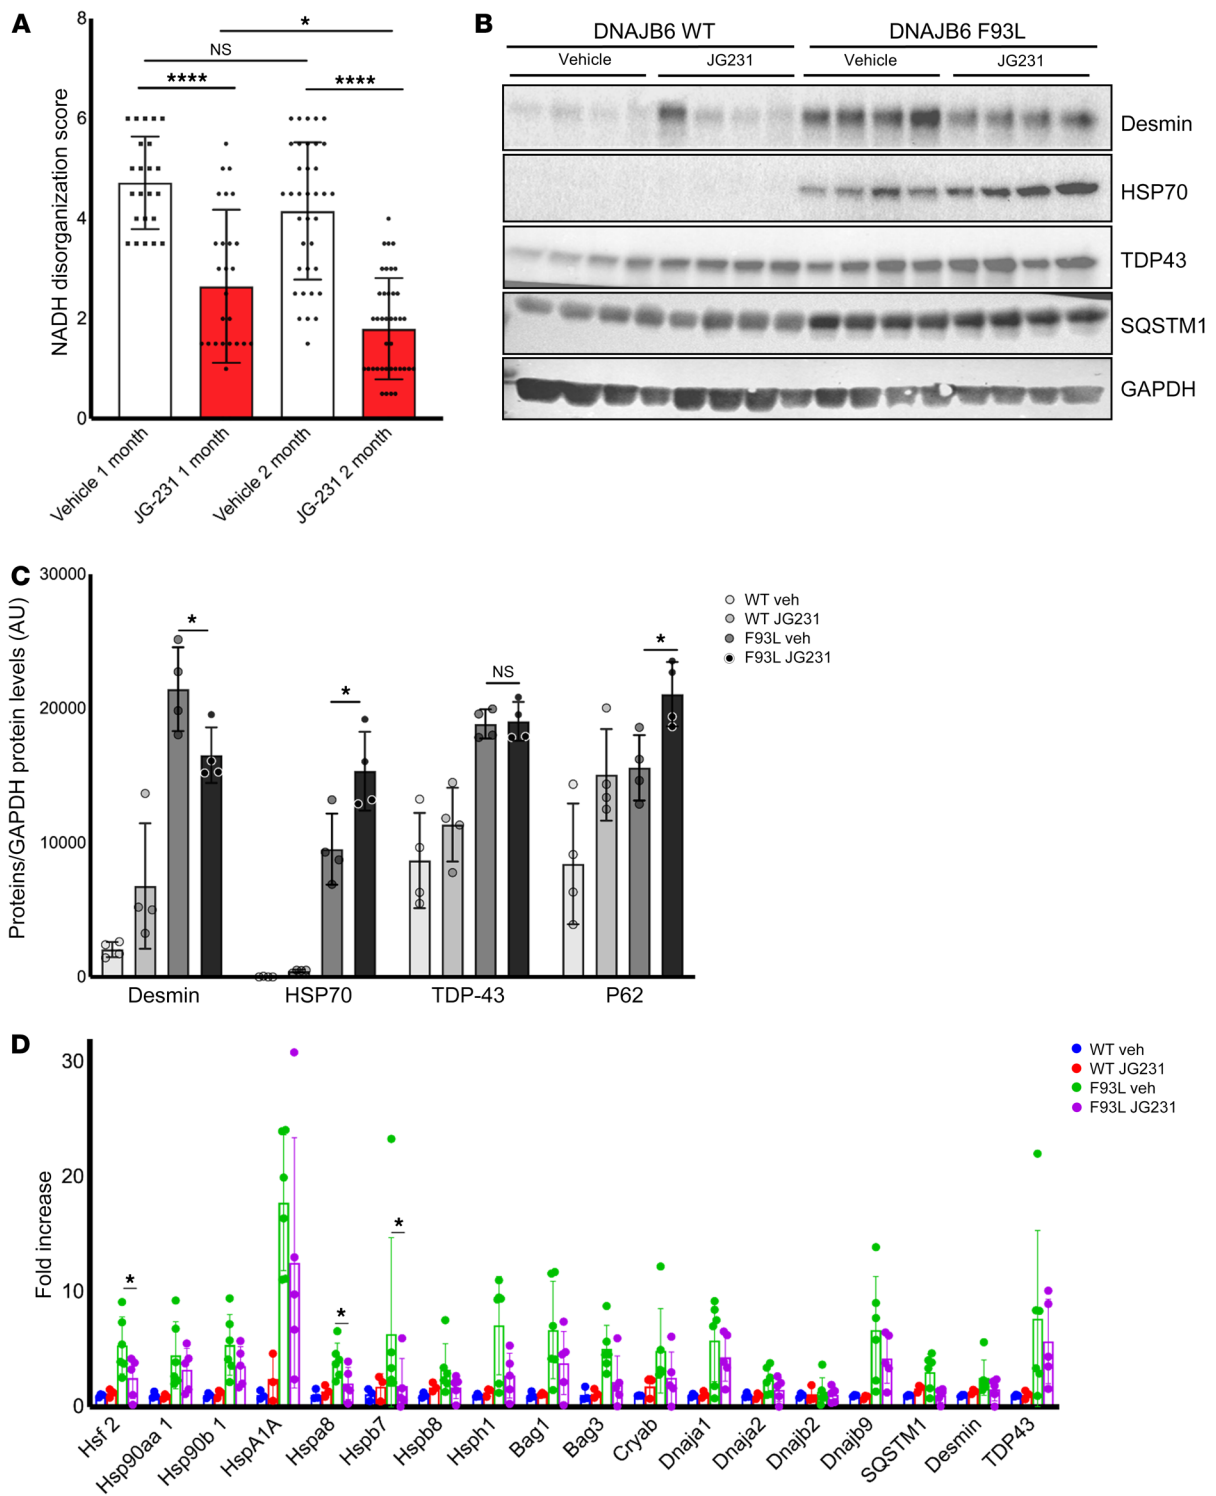 A
8
6
4
2
0
NADH disorganization score
*
NS
****
****
Vehicle 1 month
JG-231 1 month
Vehicle 2 month
JG-231 2 month
B
DNAJB6 WT
DNAJB6 F93L
Vehicle
JG231
Vehicle
JG231
Desmin
HSP70
TDP43
SQSTM1
GAPDH
C
30000
20000
10000
0
Proteins/GAPDH protein levels (AU)
*
*
NS
*
WT veh
WT JG231
F93L veh
F93L JG231
Desmin
HSP70
TDP-43
P62
D
30
20
10
0
Fold increase
*
*
*
WT veh
WT JG231
F93L veh
F93L JG231
Hsf 2
Hsp90aa 1
Hsp90b 1
HspA1A
Hspa8
Hspb7
Hspb8
Hsph1
Bag1
Bag3
Cryab
Dnaja1
Dnaja2
Dnajb2
Dnajb9
SQSTM1
Desmin
TDP43